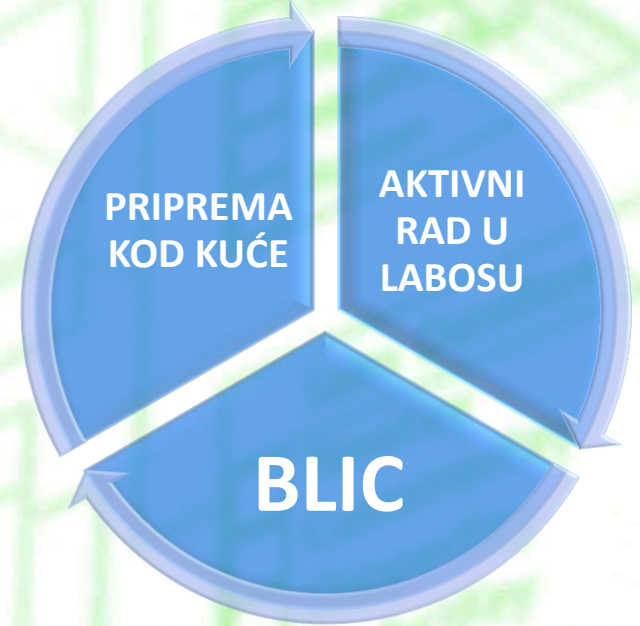 PRIPREMA
KOD KUĆE
AKTIVNI
RAD U
LABOSU
BLIC